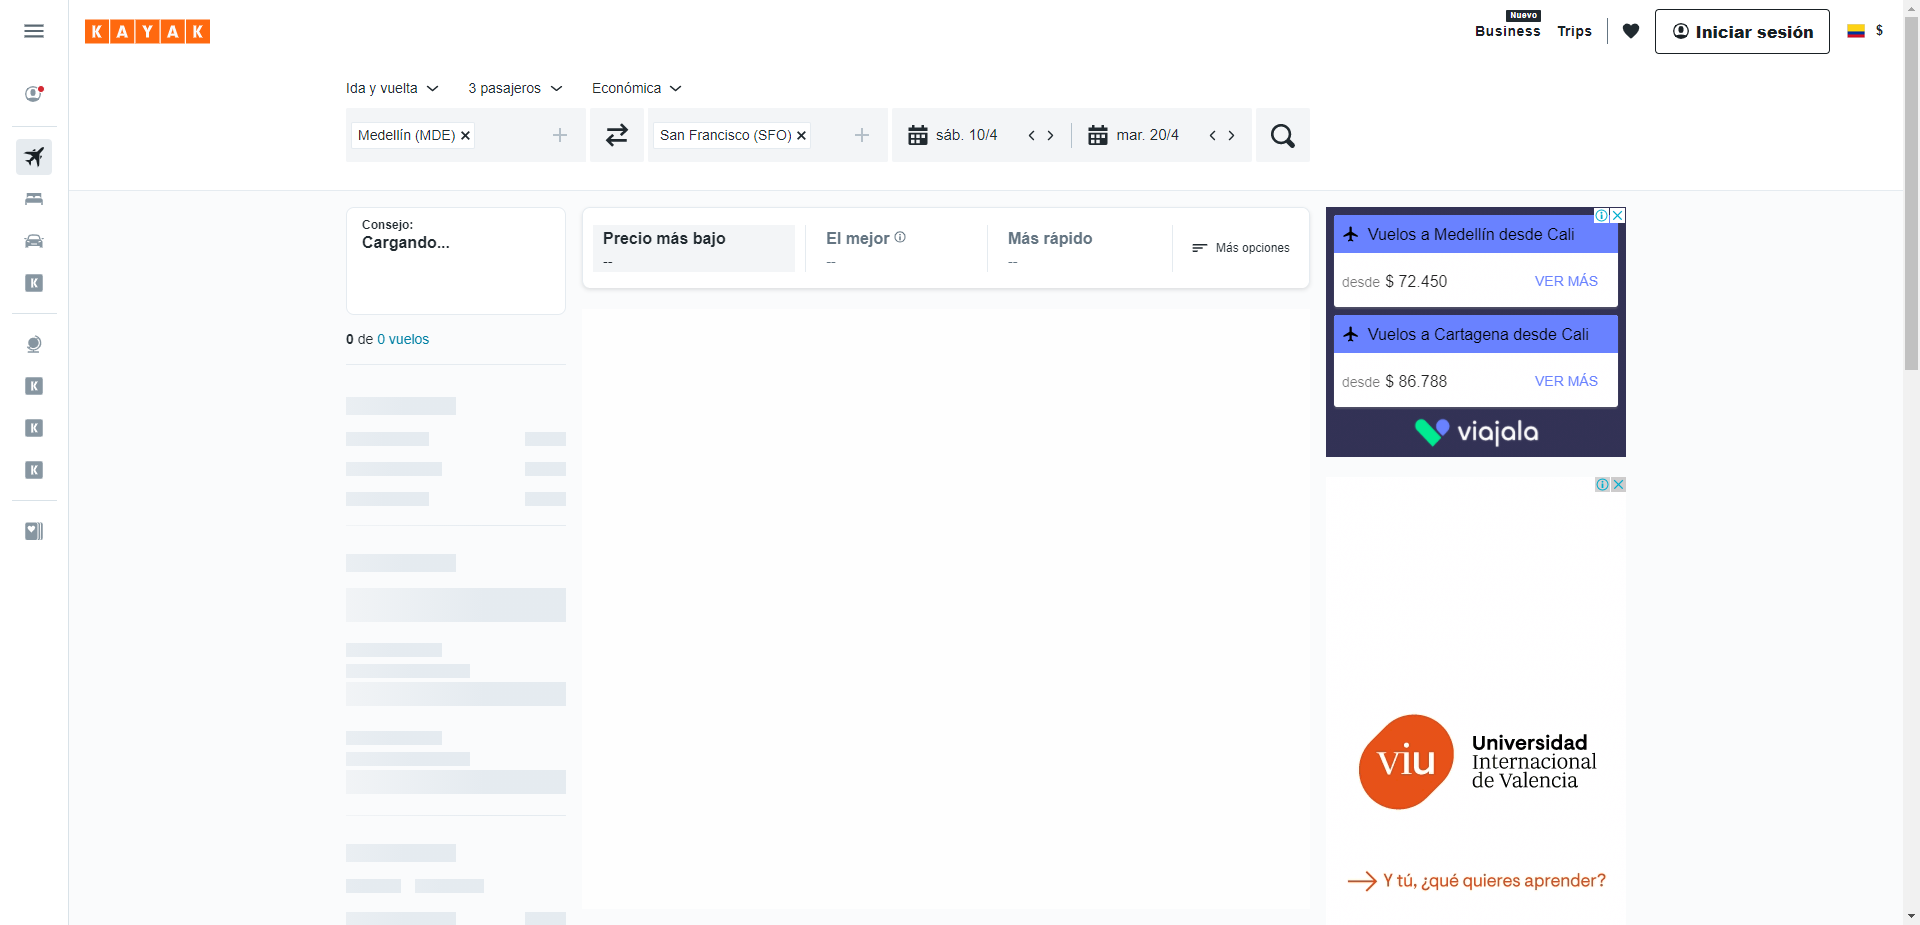 KAYAK
Nuevo
Business
Trips
Iniciar sesión
$
Ida y vuelta
3 pasajeros
Económica
Medellín (MDE)
San Francisco (SFO)
sáb. 10/4
mar. 20/4
Consejo:
Cargando...
0 de 0 vuelos
Precio más bajo
--
El mejor
--
Más rápido
--
Más opciones
Vuelos a Medellín desde Cali
desde $ 72.450
VER MÁS
Vuelos a Cartagena desde Cali
desde $ 86.788
VER MÁS
viajala
viu
Universidad
Internacional
de Valencia
Y tú, ¿qué quieres aprender?
K
K
K
K